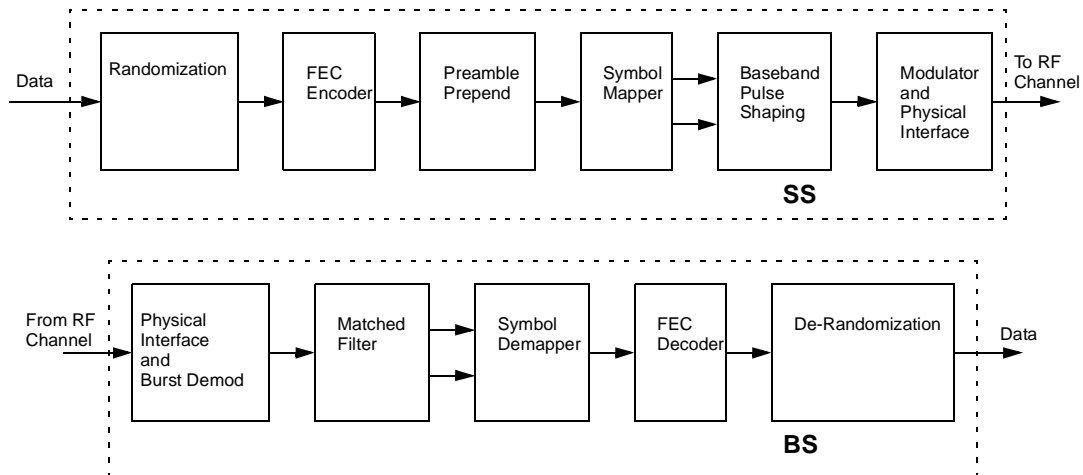 Data
Randomization
FEC
Encoder
Preamble
Prepend
Symbol
Mapper
Baseband
Pulse
Shaping
Modulator
and
Physical
Interface
To RF
Channel
SS
From RF
Channel
Physical
Interface
and
Burst Demod
Matched
Filter
Symbol
Demapper
FEC
Decoder
De-Randomization
Data
BS